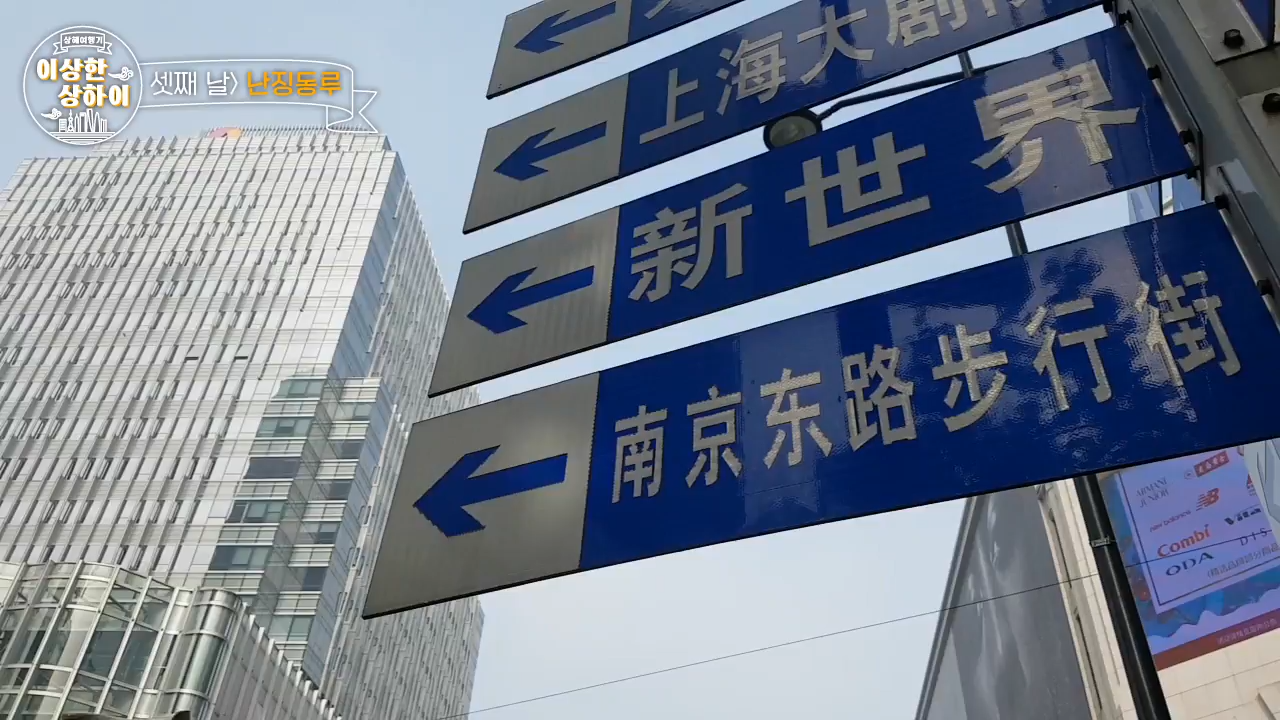 상해여행기
이상한
상하이
셋째 날> 난징동루
上海大剧
新世界
南京东路步行街
ARMANI
JUNIOR
new balance
Combi
ODA